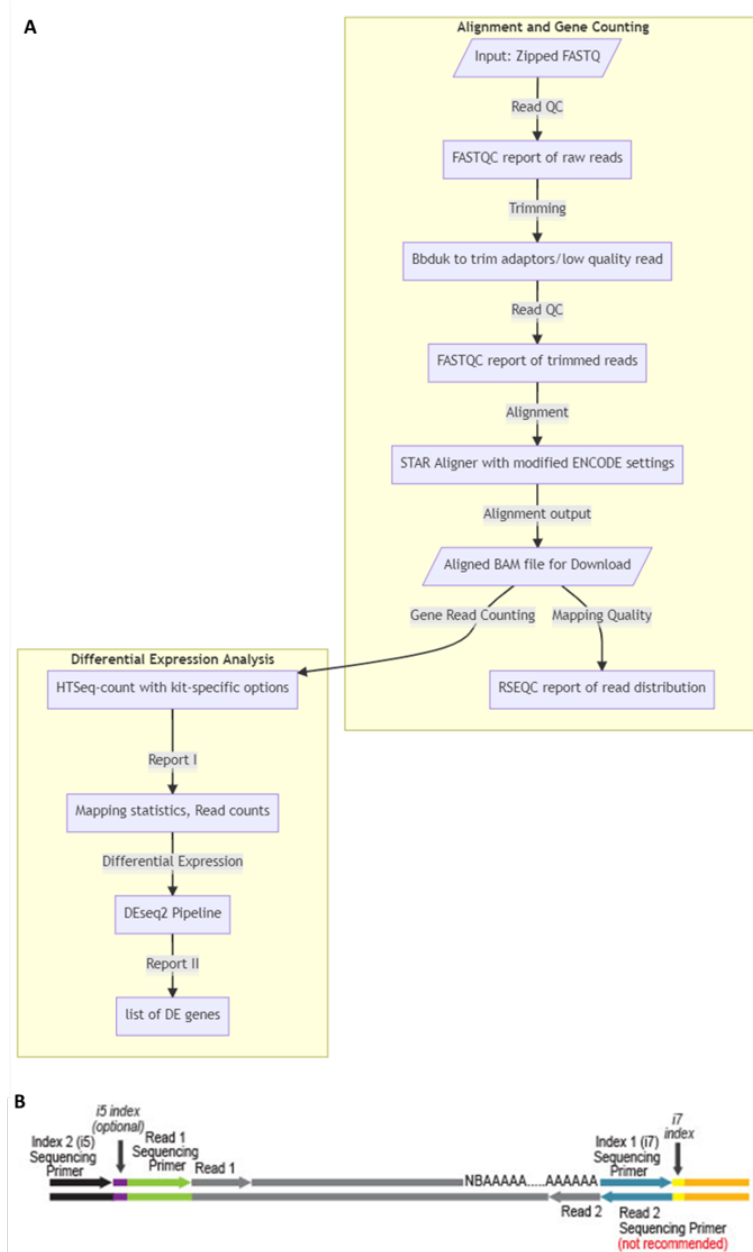 A
Alignment and Gene Counting
Input: Zipped FASTQ
Read QC
FASTQC report of raw reads
Trimming
Bbduk to trim adaptors/low quality read
Read QC
FASTQC report of trimmed reads
Alignment
STAR Aligner with modified ENCODE settings
Alignment output
Aligned BAM file for Download
Gene Read Counting
Mapping Quality
RSEQC report of read distribution
Differential Expression Analysis
HTSeq-count with kit-specific options
Report I
Mapping statistics, Read counts
Differential Expression
DEseq2 Pipeline
Report II
list of DE genes
B
i5 index
(optional)
Index 2 (i5)
Sequencing
Primer
Read 1
Sequencing
Primer
Read 1
NBAAAAA.....AAAAAA
Index 1 (i7)
Sequencing
Primer
i7
index
Read 2
Read 2
Sequencing Primer
(not recommended)